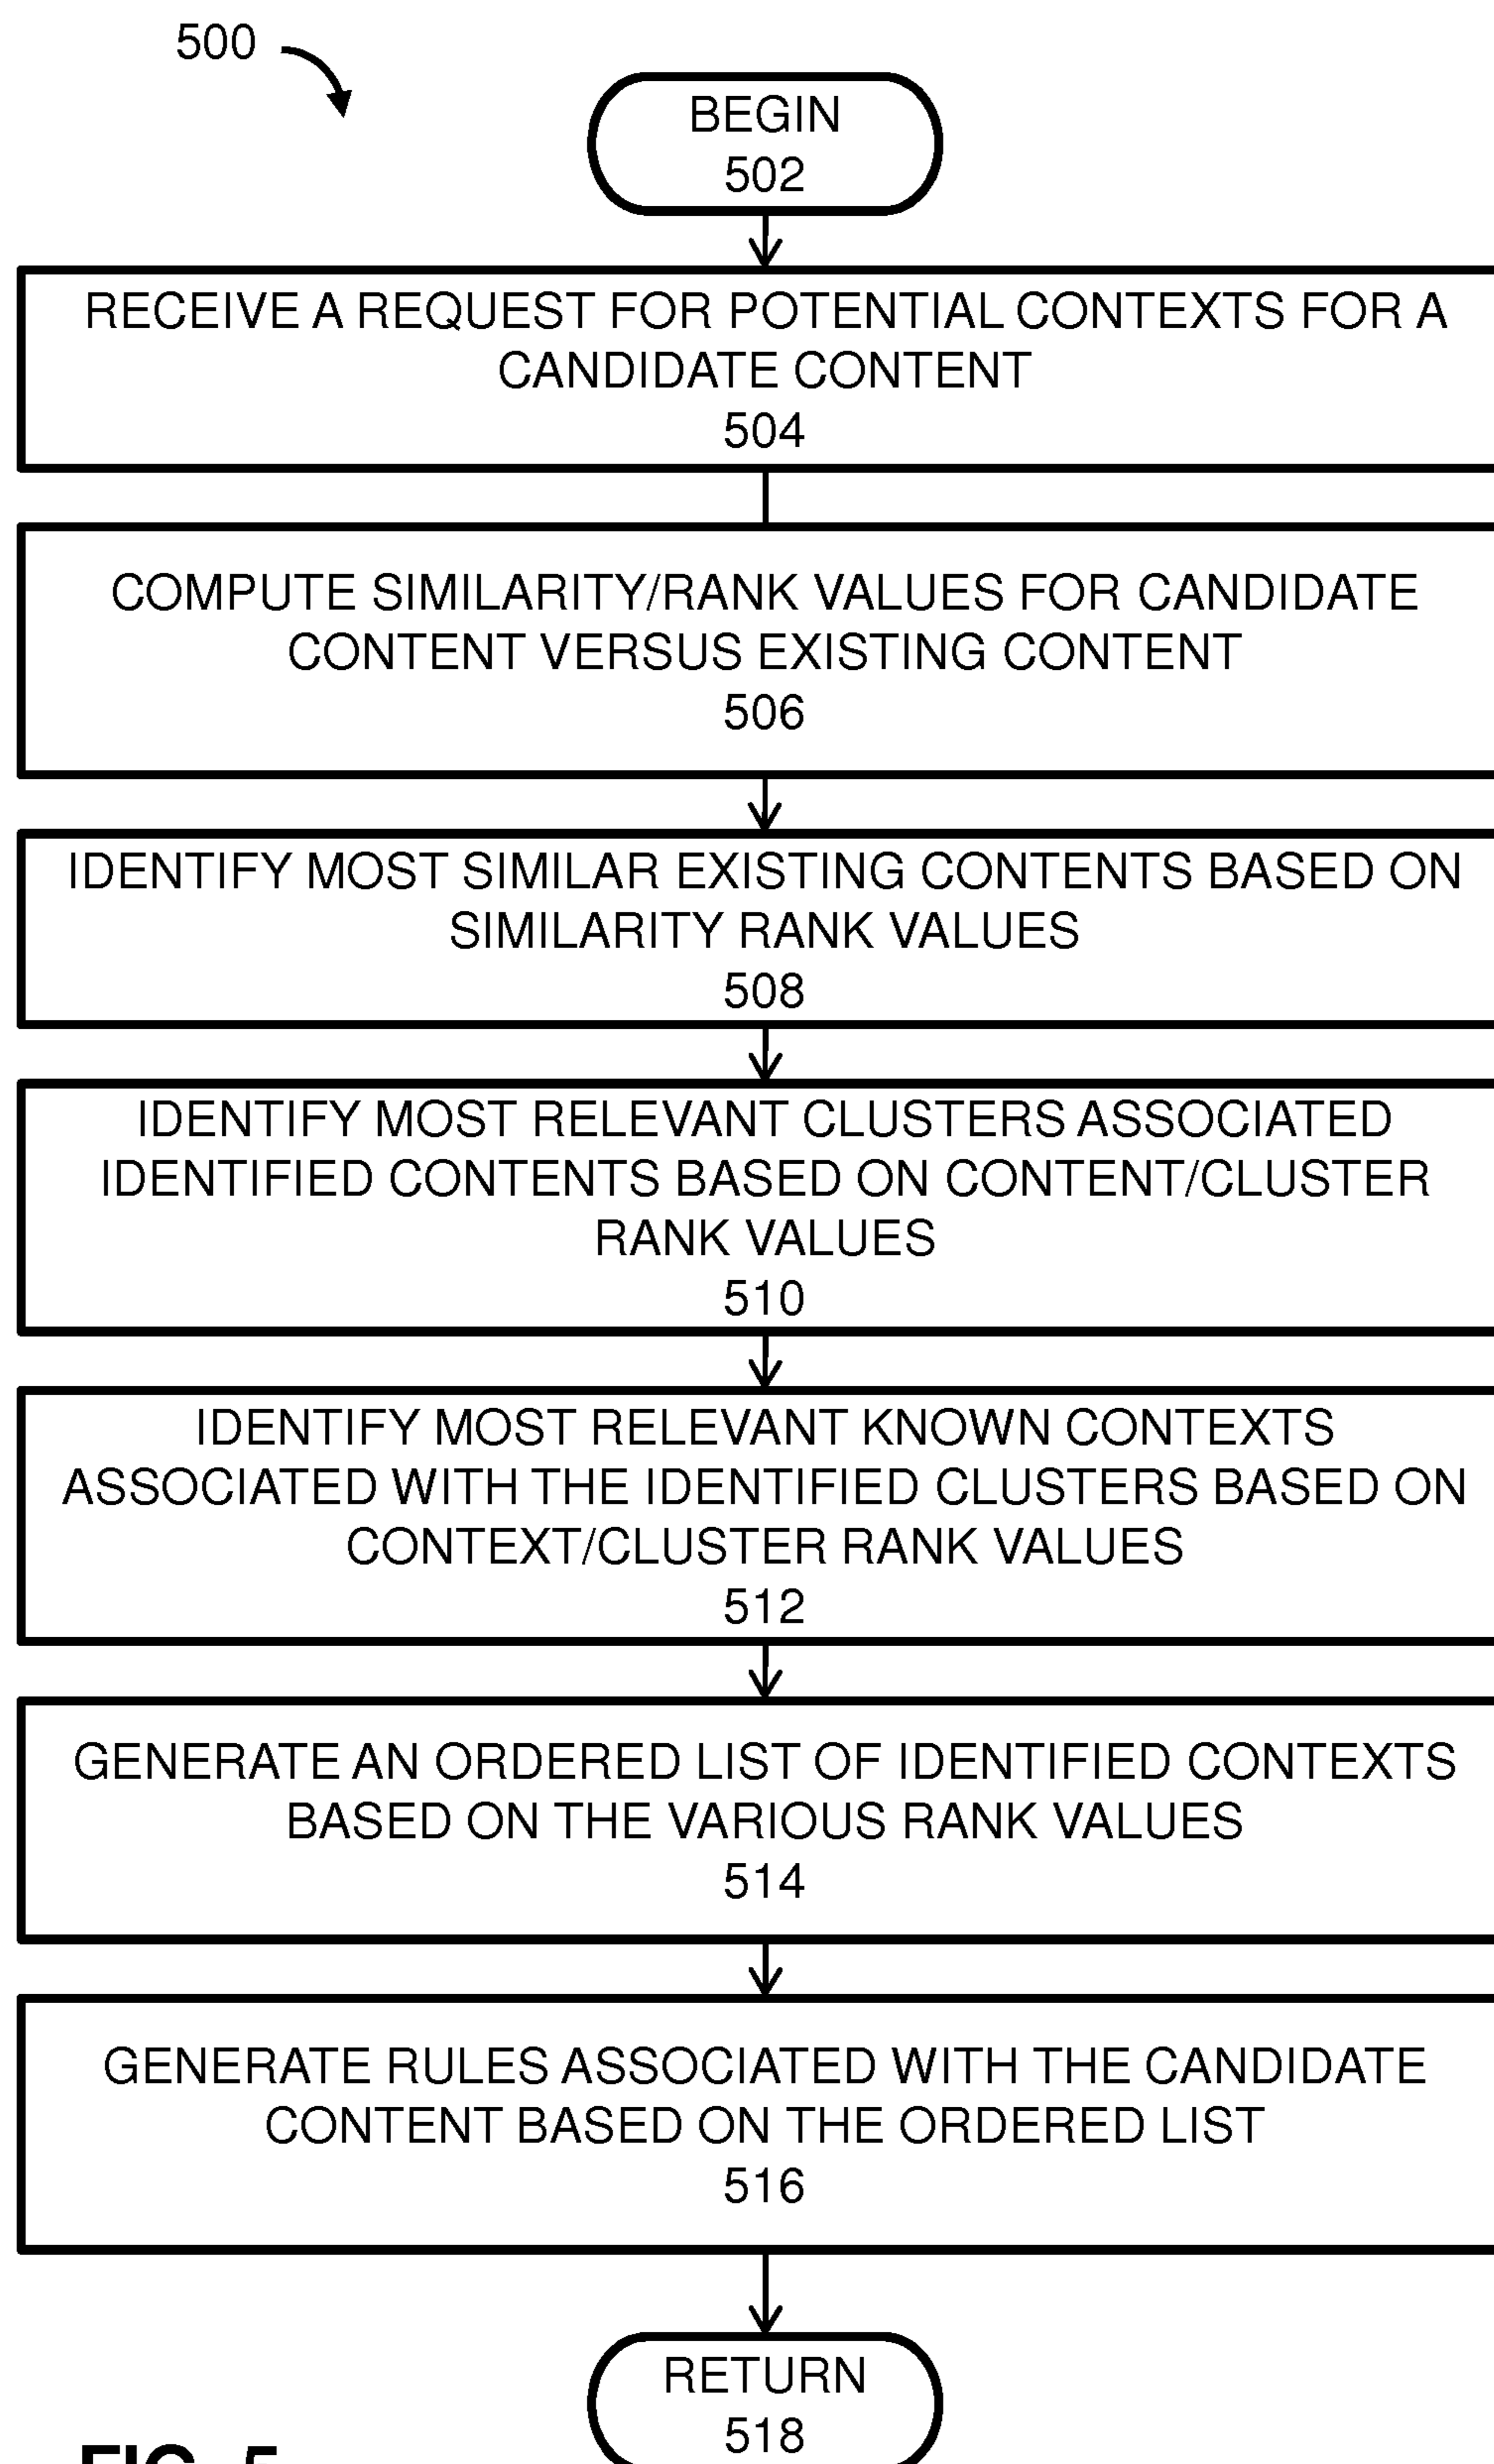 500
BEGIN
502
RECEIVE A REQUEST FOR POTENTIAL CONTEXTS FOR A
CANDIDATE CONTENT
504
COMPUTE SIMILARITY/RANK VALUES FOR CANDIDATE
CONTENT VERSUS EXISTING CONTENT
506
IDENTIFY MOST SIMILAR EXISTING CONTENTS BASED ON
SIMILARITY RANK VALUES
508
IDENTIFY MOST RELEVANT CLUSTERS ASSOCIATED
IDENTIFIED CONTENTS BASED ON CONTENT/CLUSTER
RANK VALUES
510
IDENTIFY MOST RELEVANT KNOWN CONTEXTS
ASSOCIATED WITH THE IDENTIFIED CLUSTERS BASED ON
CONTEXT/CLUSTER RANK VALUES
512
GENERATE AN ORDERED LIST OF IDENTIFIED CONTEXTS
BASED ON THE VARIOUS RANK VALUES
514
GENERATE RULES ASSOCIATED WITH THE CANDIDATE
CONTENT BASED ON THE ORDERED LIST
516
RETURN
518
FIG. 5